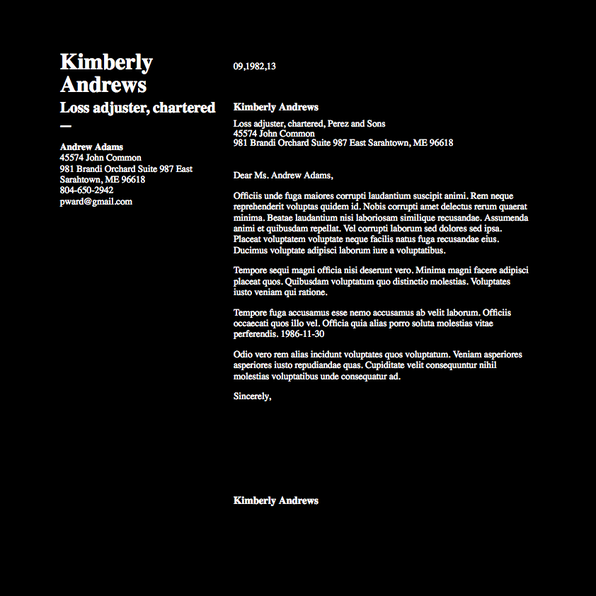 Kimberly
Andrews
Loss adjuster, chartered
Andrew Adams
45574 John Common
981 Brandi Orchard Suite 987 East
Sarahtown, ME 96618
804-650-2942
pward@gmail.com
09,1982,13
Kimberly Andrews
Loss adjuster, chartered, Perez and Sons
45574 John Common
981 Brandi Orchard Suite 987 East Sarahtown, ME 96618
Dear Ms. Andrew Adams,
Officiis unde fuga maiores corrupti laudantium suscipit animi. Rem neque
reprehenderit voluptas quidem id. Nobis corrupti amet delectus rerum quaerat
minima. Beatae laudantium nisi laboriosam similique recusandae. Assumenda
animi et quibusdam repellat. Vel corrupti laborum sed dolores sed ipsa.
Placeat voluptatem voluptate neque facilis natus fuga recusandae eius.
Ducimus voluptate adipisci laborum iure a voluptatibus.
Tempore sequi magni officia nisi deserunt vero. Minima magni facere adipisci
placeat quos. Quibusdam voluptatum quo distinctio molestias. Voluptates
iusto veniam qui ratione.
Tempore fuga accusamus esse nemo accusamus ab velit laborum. Officiis
occaecati quos illo vel. Officia quia alias porro soluta molestias vitae
perferendis. 1986-11-30
Odio vero rem alias incidunt voluptates quos voluptatum. Veniam asperiores
asperiores iusto repudiandae quas. Cupiditate velit consequuntur nihil
molestias voluptatibus unde consequatur ad.
Sincerely,
Kimberly Andrews